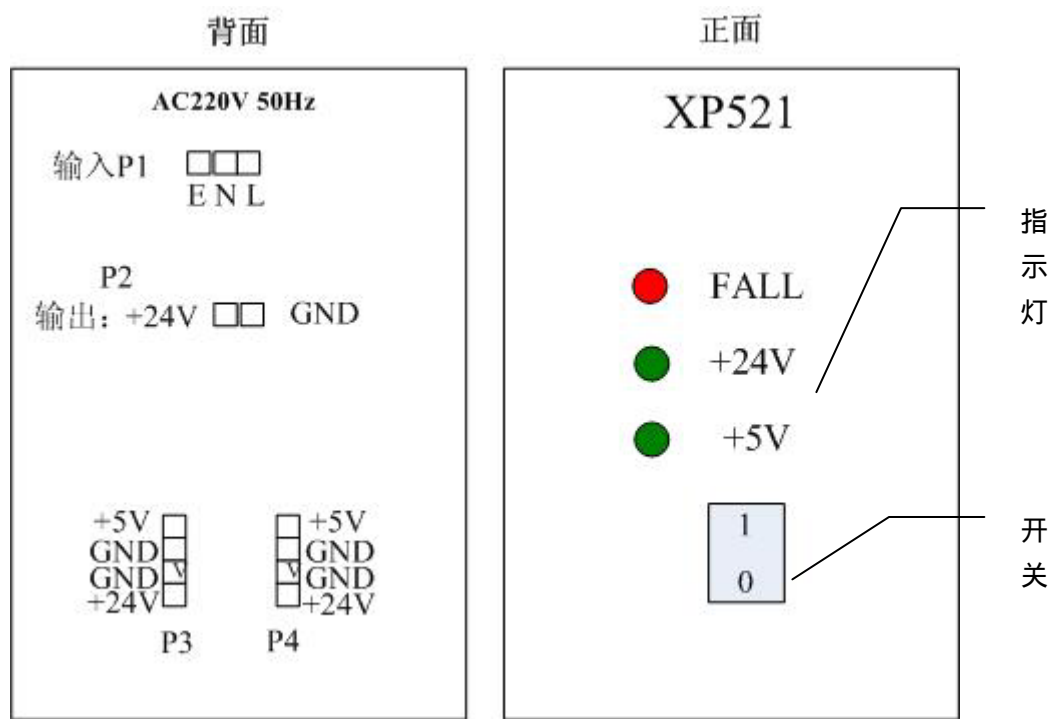 背面
AC220V 50Hz
输入P1
E N L
P2
输出：+24V GND
+5V +5V
GND GND
GND GND
+24V +24V
P3 P4
正面
XP521
FALL
+24V
+5V
1
0
指示灯
开关